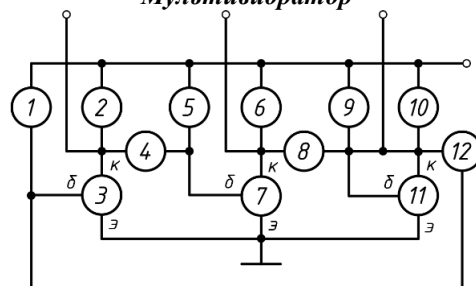 Мультивибратор
1 2 5 6 9 10
4 8 12
к к к
б 3 б 7 б 11
э э э